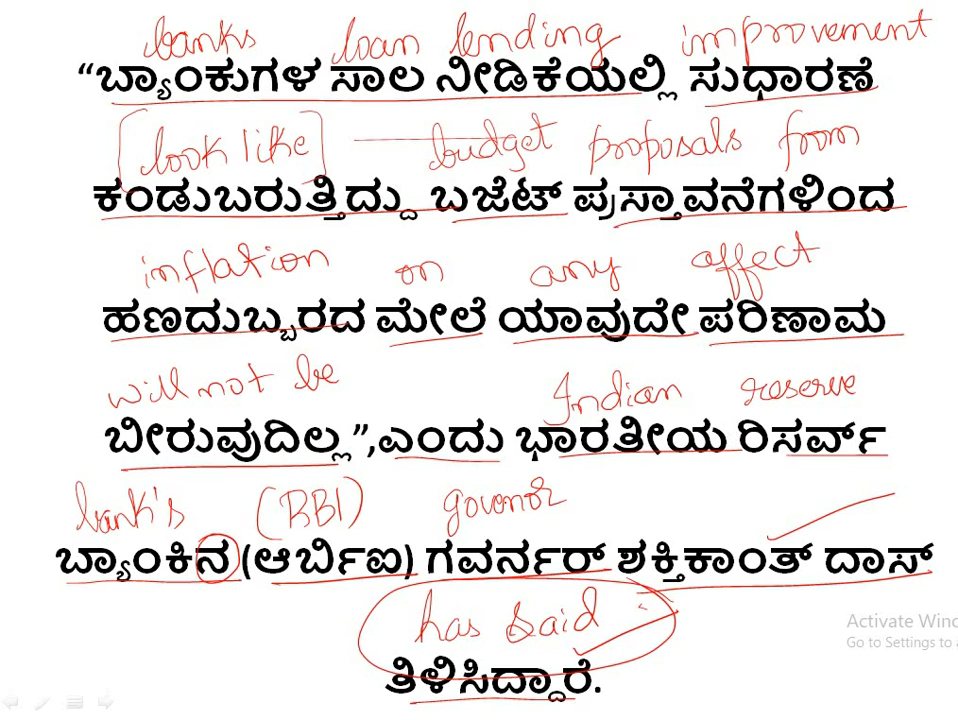 banks loan lending improvement
“ಬ್ಯಾಂಕುಗಳ ಸಾಲ ನೀಡಿಕೆಯಲ್ಲಿ ಸುಧಾರಣೆ
look like budget proposals from
ಕಂಡುಬರುತ್ತಿದ್ದು ಬಜೆಟ್ ಪ್ರಸ್ತಾವನೆಗಳಿಂದ
inflation on any affect
ಹಣದುಬ್ಬರದ ಮೇಲೆ ಯಾವುದೇ ಪರಿಣಾಮ
will not be Indian reserve
ಬೀರುವುದಿಲ್ಲ”,ಎಂದು ಭಾರತೀಯ ರಿಸರ್ವ್
bank's (RBI) govenor
ಬ್ಯಾಂಕಿನ (ಆರ್ಬಿಐ) ಗವರ್ನರ್ ಶಕ್ತಿಕಾಂತ್ ದಾಸ್
has said
ತಿಳಿಸಿದ್ದಾರೆ.
Activate Wind
Go to Settings to a